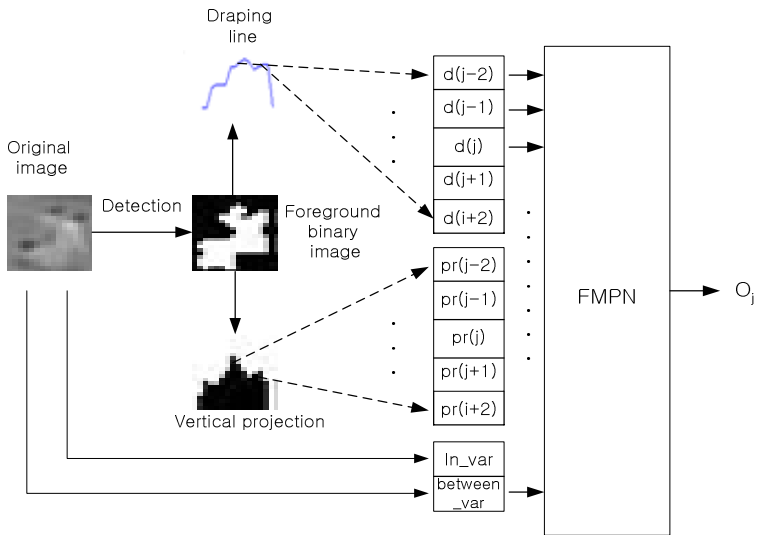 Draping
line
d(j-2)
d(j-1)
d(j)
d(j+1)
d(i+2)
Original
image
Detection
Foreground
binary
image
pr(j-2)
pr(j-1)
pr(j)
pr(j+1)
pr(i+2)
FMPN
Oj
Vertical projection
In_var
between
_var